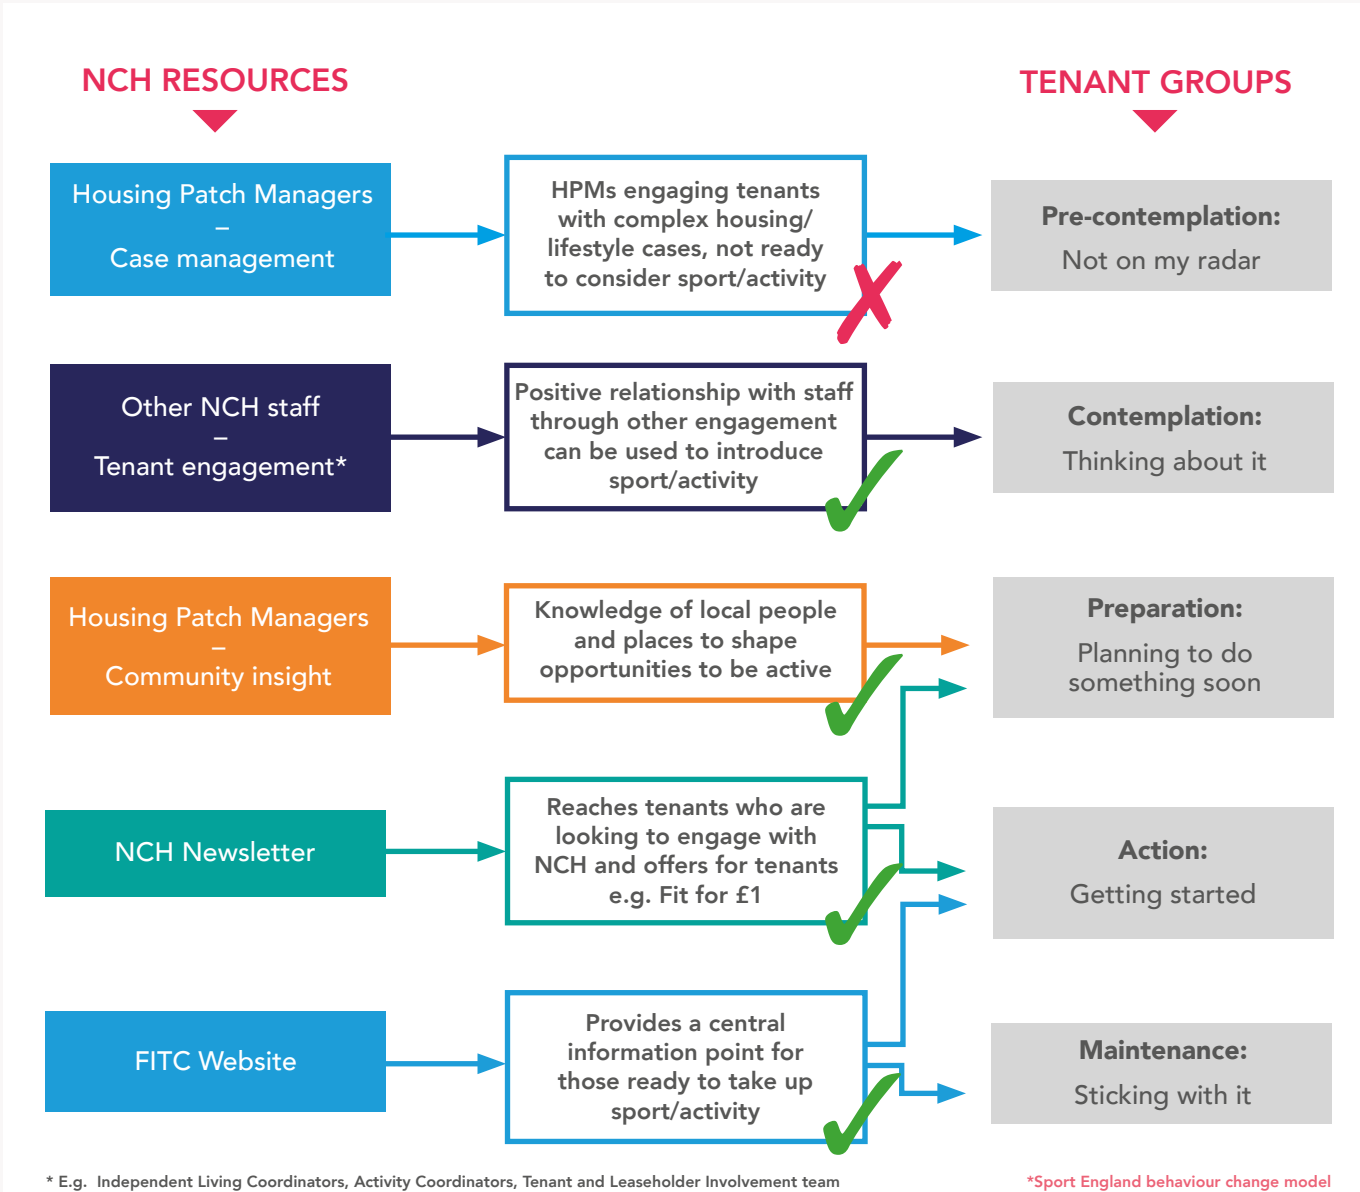 NCH RESOURCES
TENANT GROUPS
Housing Patch Managers
–
Case management
HPMs engaging tenants
with complex housing/
lifestyle cases, not ready
to consider sport/activity
Pre-contemplation:
Not on my radar
Other NCH staff
–
Tenant engagement*
Positive relationship with staff
through other engagement
can be used to introduce
sport/activity
Contemplation:
Thinking about it
Housing Patch Managers
–
Community insight
Knowledge of local people
and places to shape
opportunities to be active
Preparation:
Planning to do
something soon
NCH Newsletter
Reaches tenants who are
looking to engage with
NCH and offers for tenants
e.g. Fit for £1
Action:
Getting started
FITC Website
Provides a central
information point for
those ready to take up
sport/activity
Maintenance:
Sticking with it
* E.g. Independent Living Coordinators, Activity Coordinators, Tenant and Leaseholder Involvement team
*Sport England behaviour change model